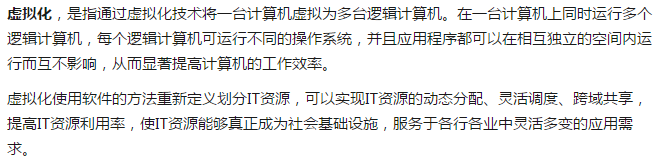 虚拟化，是指通过虚拟化技术将一台计算机虚拟为多台逻辑计算机。在一台计算机上同时运行多个
逻辑计算机，每个逻辑计算机可运行不同的操作系统，并且应用程序都可以在相互独立的空间内运
行而互不影响，从而显著提高计算机的工作效率。
虚拟化使用软件的方法重新定义划分IT资源，可以实现IT资源的动态分配、灵活调度、跨域共享，
提高IT资源利用率，使IT资源能够真正成为社会基础设施，服务于各行各业中灵活多变的应用需
求。